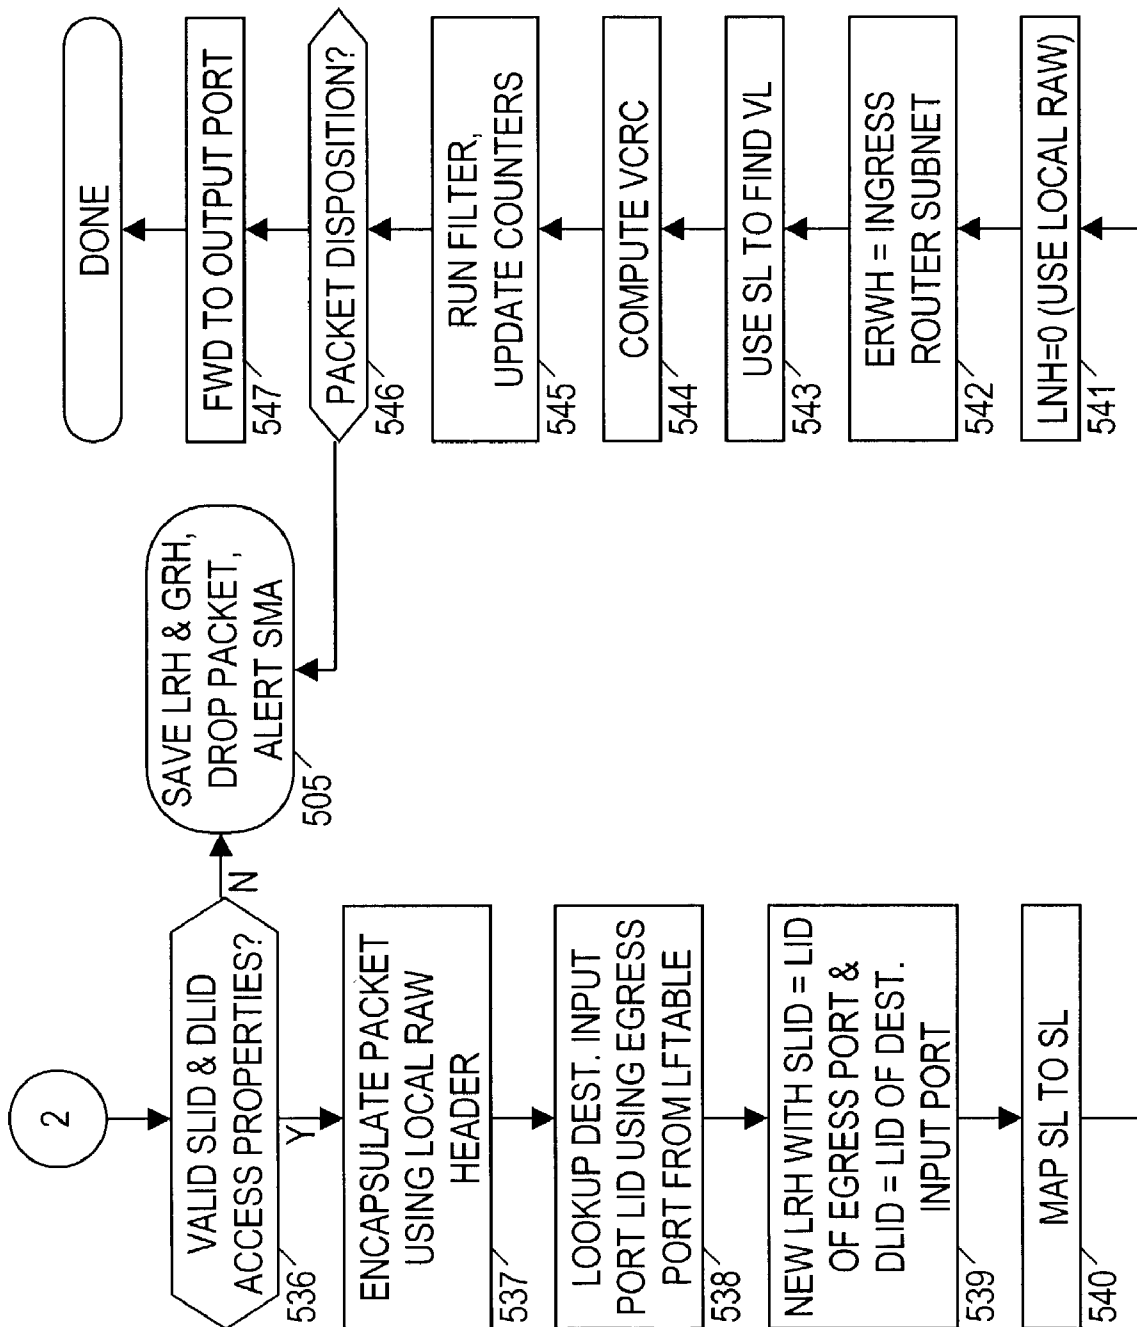 2
VALID SLID & DLID
ACCESS PROPERTIES?
536
N
Y
SAVE LRH & GRH,
DROP PACKET,
ALERT SMA
505
ENCAPSULATE PACKET
USING LOCAL RAW
HEADER
537
LOOKUP DEST. INPUT
PORT LID USING EGRESS
PORT FROM LFTABLE
538
NEW LRH WITH SLID = LID
OF EGRESS PORT &
DLID = LID OF DEST.
INPUT PORT
539
MAP SL TO SL
540
LNH=0 (USE LOCAL RAW)
541
ERWH = INGRESS
ROUTER SUBNET
542
USE SL TO FIND VL
543
COMPUTE VCRC
544
RUN FILTER,
UPDATE COUNTERS
545
PACKET DISPOSITION?
546
FWD TO OUTPUT PORT
547
DONE